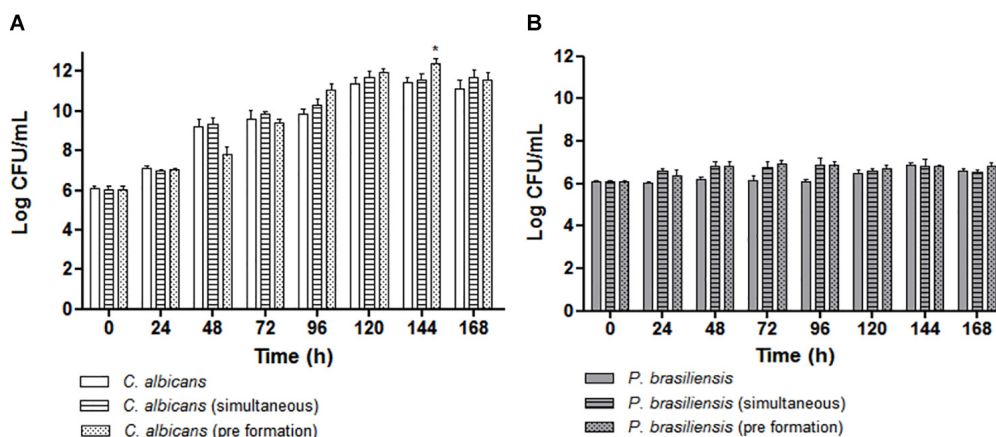 A
Log CFU/mL
12
10
8
6
4
2
0
*
0 24 48 72 96 120 144 168
Time (h)
C. albicans
C. albicans (simultaneous)
C. albicans (pre formation)
B
Log CFU/mL
12
10
8
6
4
2
0
0 24 48 72 96 120 144 168
Time (h)
P. brasiliensis
P. brasiliensis (simultaneous)
P. brasiliensis (pre formation)